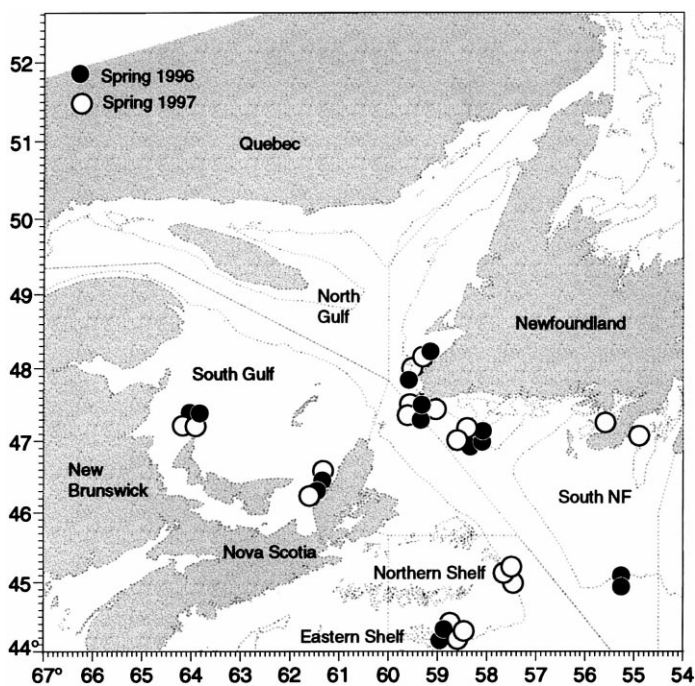 52
Spring 1996
Spring 1997
51
Quebec
50
49
North
Gulf
Newfoundland
48
South Gulf
47
New
Brunswick
South NF
46
Nova Scotia
Northern Shelf
45
Eastern Shelf
44°
67° 66 65 64 63 62 61 60 59 58 57 56 55 54